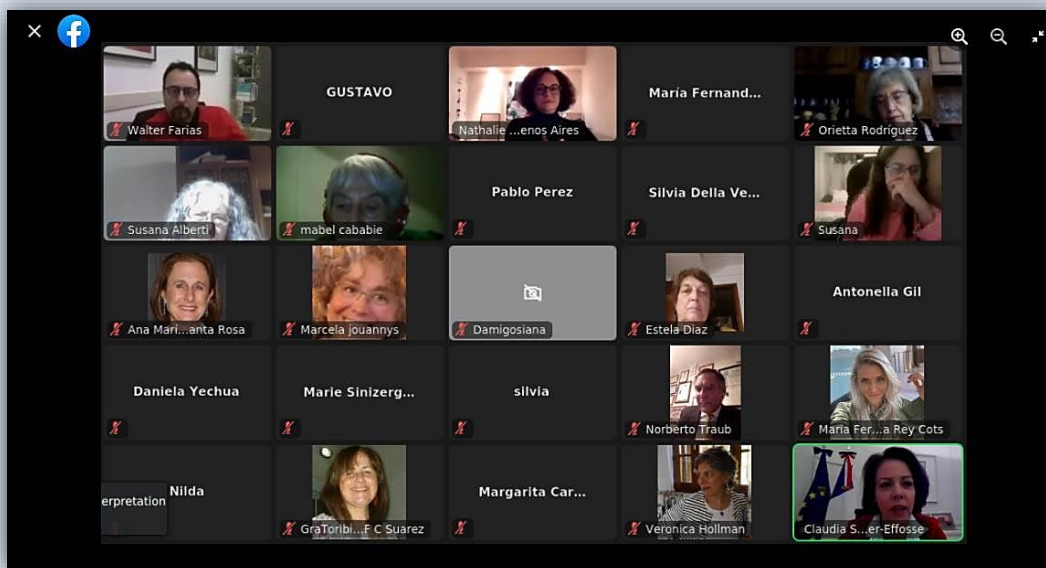 Walter Farias
GUSTAVO
Nathalie ...enos Aires
María Fernand...
Orietta Rodríguez
Susana Alberti
mabel cababie
Pablo Perez
Silvia Della Ve...
Susana
Ana Mari...anta Rosa
Marcela jouannys
Damigosiana
Estela Diaz
Antonella Gil
Daniela Yechua
Marie Sinizerg...
silvia
Norberto Traub
Maria Fer...a Rey Cots
erpretation
Nilda
GraToribi...F C Suarez
Margarita Car...
Veronica Hollman
Claudia S...er-Effosse